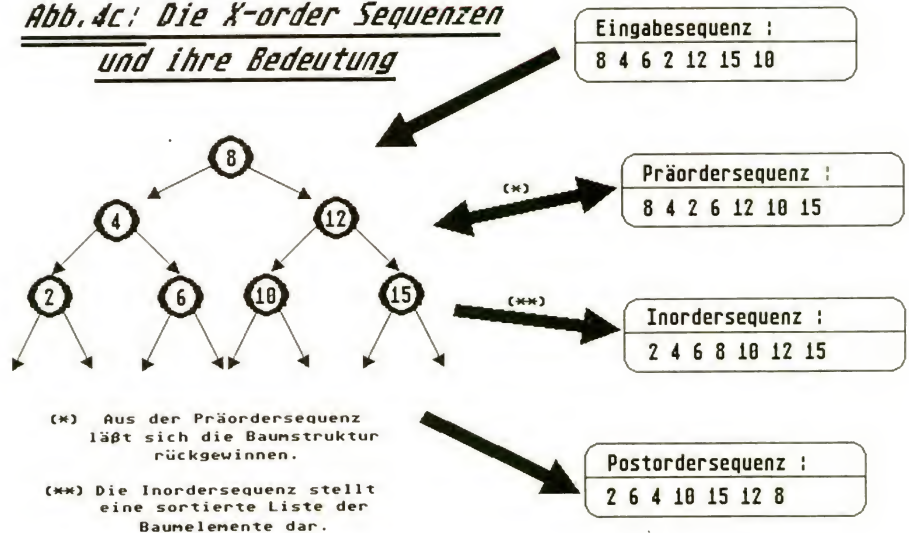 Abb.4c: Die X-order Sequenzen
und ihre Bedeutung
Eingabesequenz :
8 4 6 2 12 15 10
8
4
12
2
6
10
15
(*)
Präordersequenz :
8 4 2 6 12 10 15
(**)
Inordersequenz :
2 4 6 8 10 12 15
Postordersequenz :
2 6 4 10 15 12 8
(*) Aus der Präordersequenz
läßt sich die Baumstruktur
rückgewinnen.
(**) Die Inordersequenz stellt
eine sortierte Liste der
Baumelemente dar.